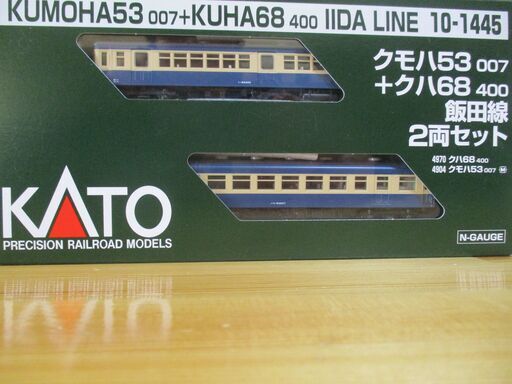 KUMOHA53 007+KUHA68 400 IIDA LINE 10-1445
クモハ53 007
+クハ68 400
飯田線
2両セット
4970 クハ68 400
4904 クモハ53 007 M
KATO
PRECISION RAILROAD MODELS
N-GAUGE